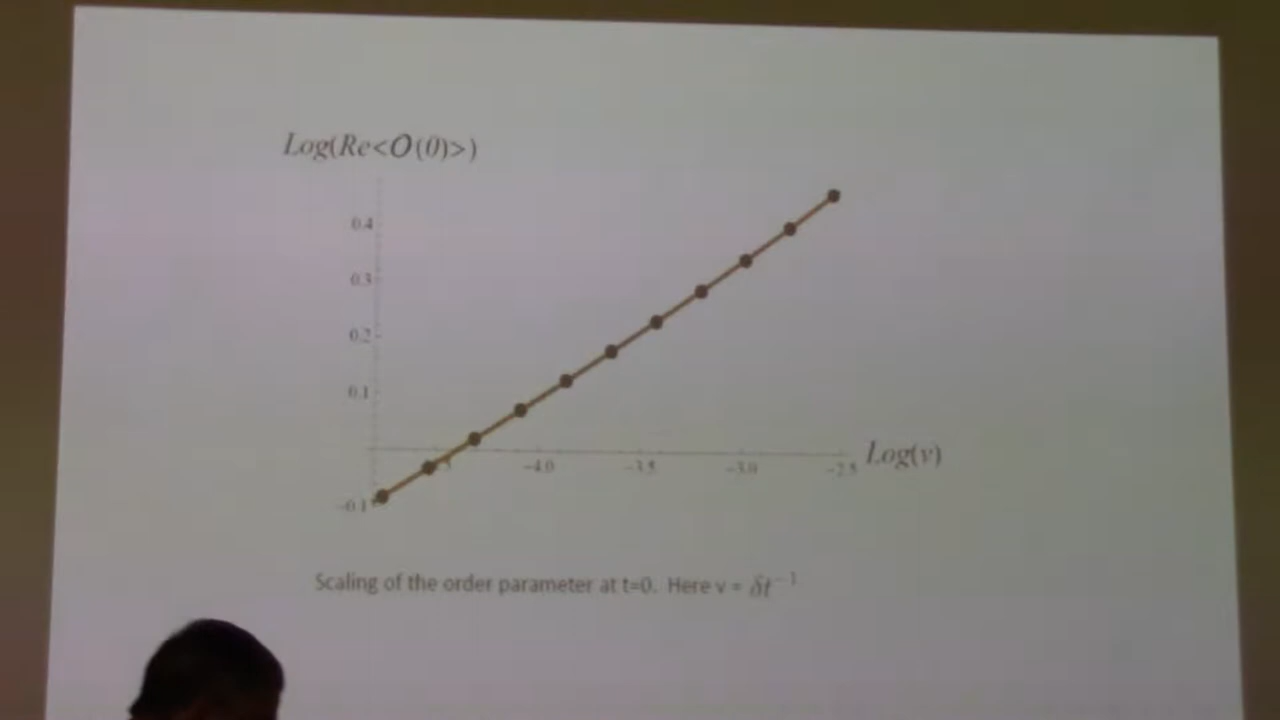 Log(Re<O(0)>)
0.4
0.3
0.2
0.1
-4.0 -3.5 -3.0 -2.5 Log(v)
-0.1
Scaling of the order parameter at t=0. Here v = δt⁻¹